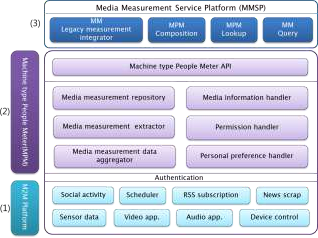 Media Measurement Service Platform (MMSP)
(3)
MM
Legacy measurement
integrator
MPM
Composition
MPM
Lookup
MM
Query
(2)
Machine type People Meter(MPM)
Machine type People Meter API
Media measurement repository
Media information handler
Media measurement extractor
Permission handler
Media measurement data
aggregator
Personal preference handler
Authentication
(1)
M2M Platform
Social activity
Scheduler
RSS subscription
News scrap
Sensor data
Video app.
Audio app.
Device control